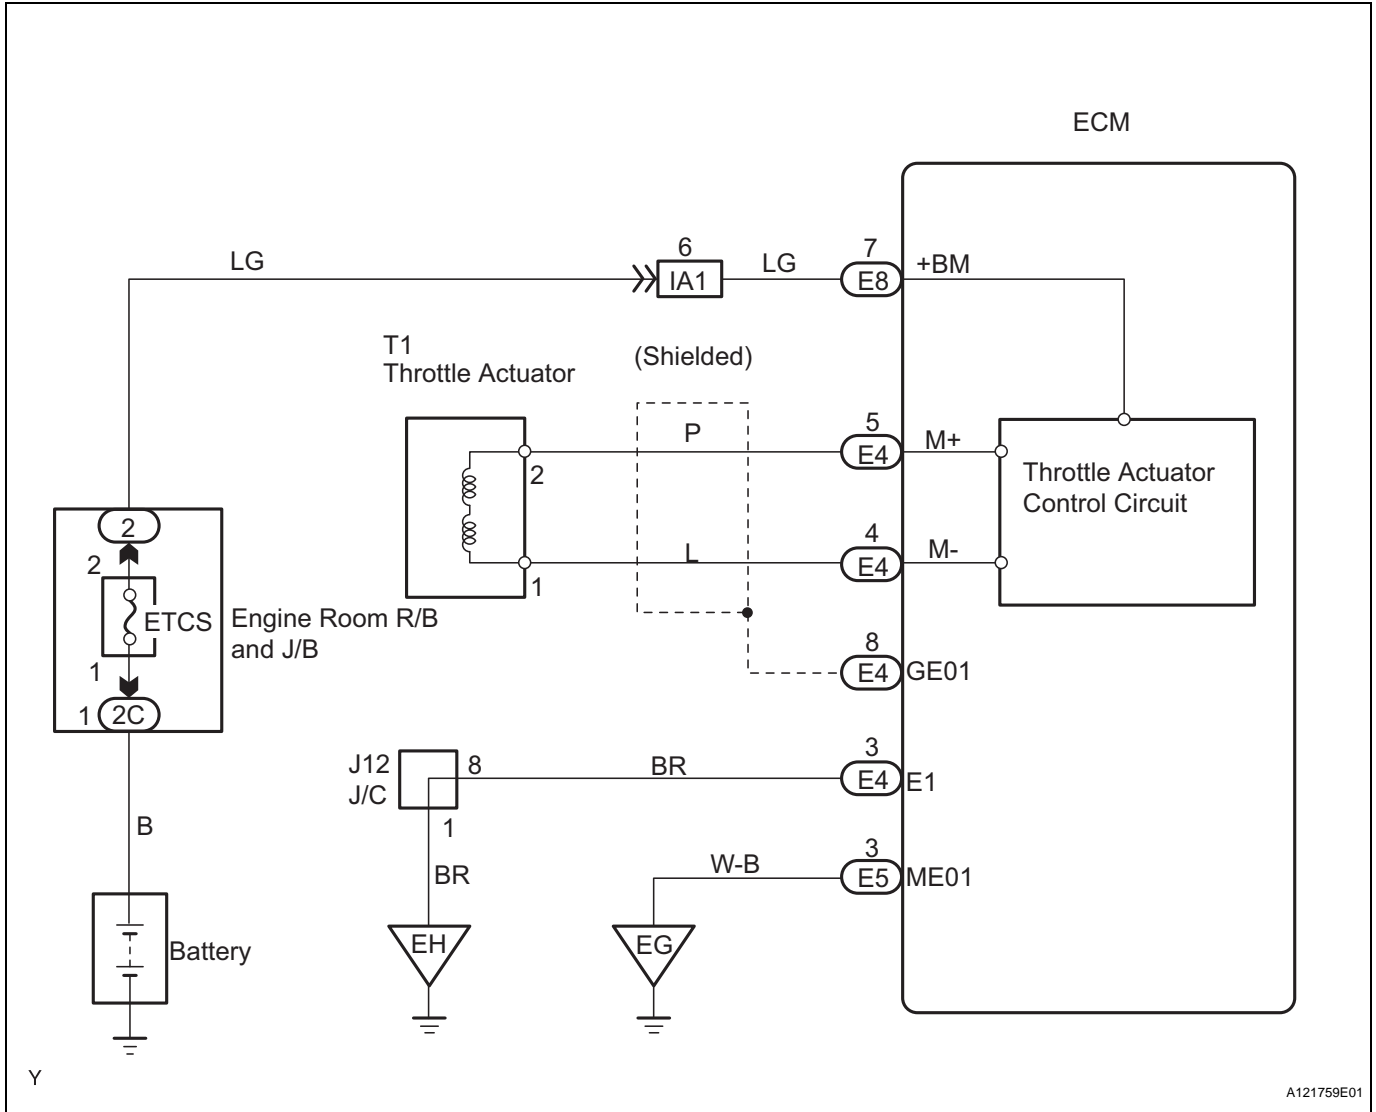 ECM
6
7
LG
IA1
LG
E8
+BM
T1
Throttle Actuator
(Shielded)
P
2
5
E4
M+
Throttle Actuator
Control Circuit
L
1
4
E4
M-
2
2
ETCS
1
1
2C
Engine Room R/B
and J/B
8
E4
GE01
J12
J/C
8
1
BR
3
E4
E1
BR
W-B
3
E5
ME01
B
EH
EG
Battery
Y
A121759E01